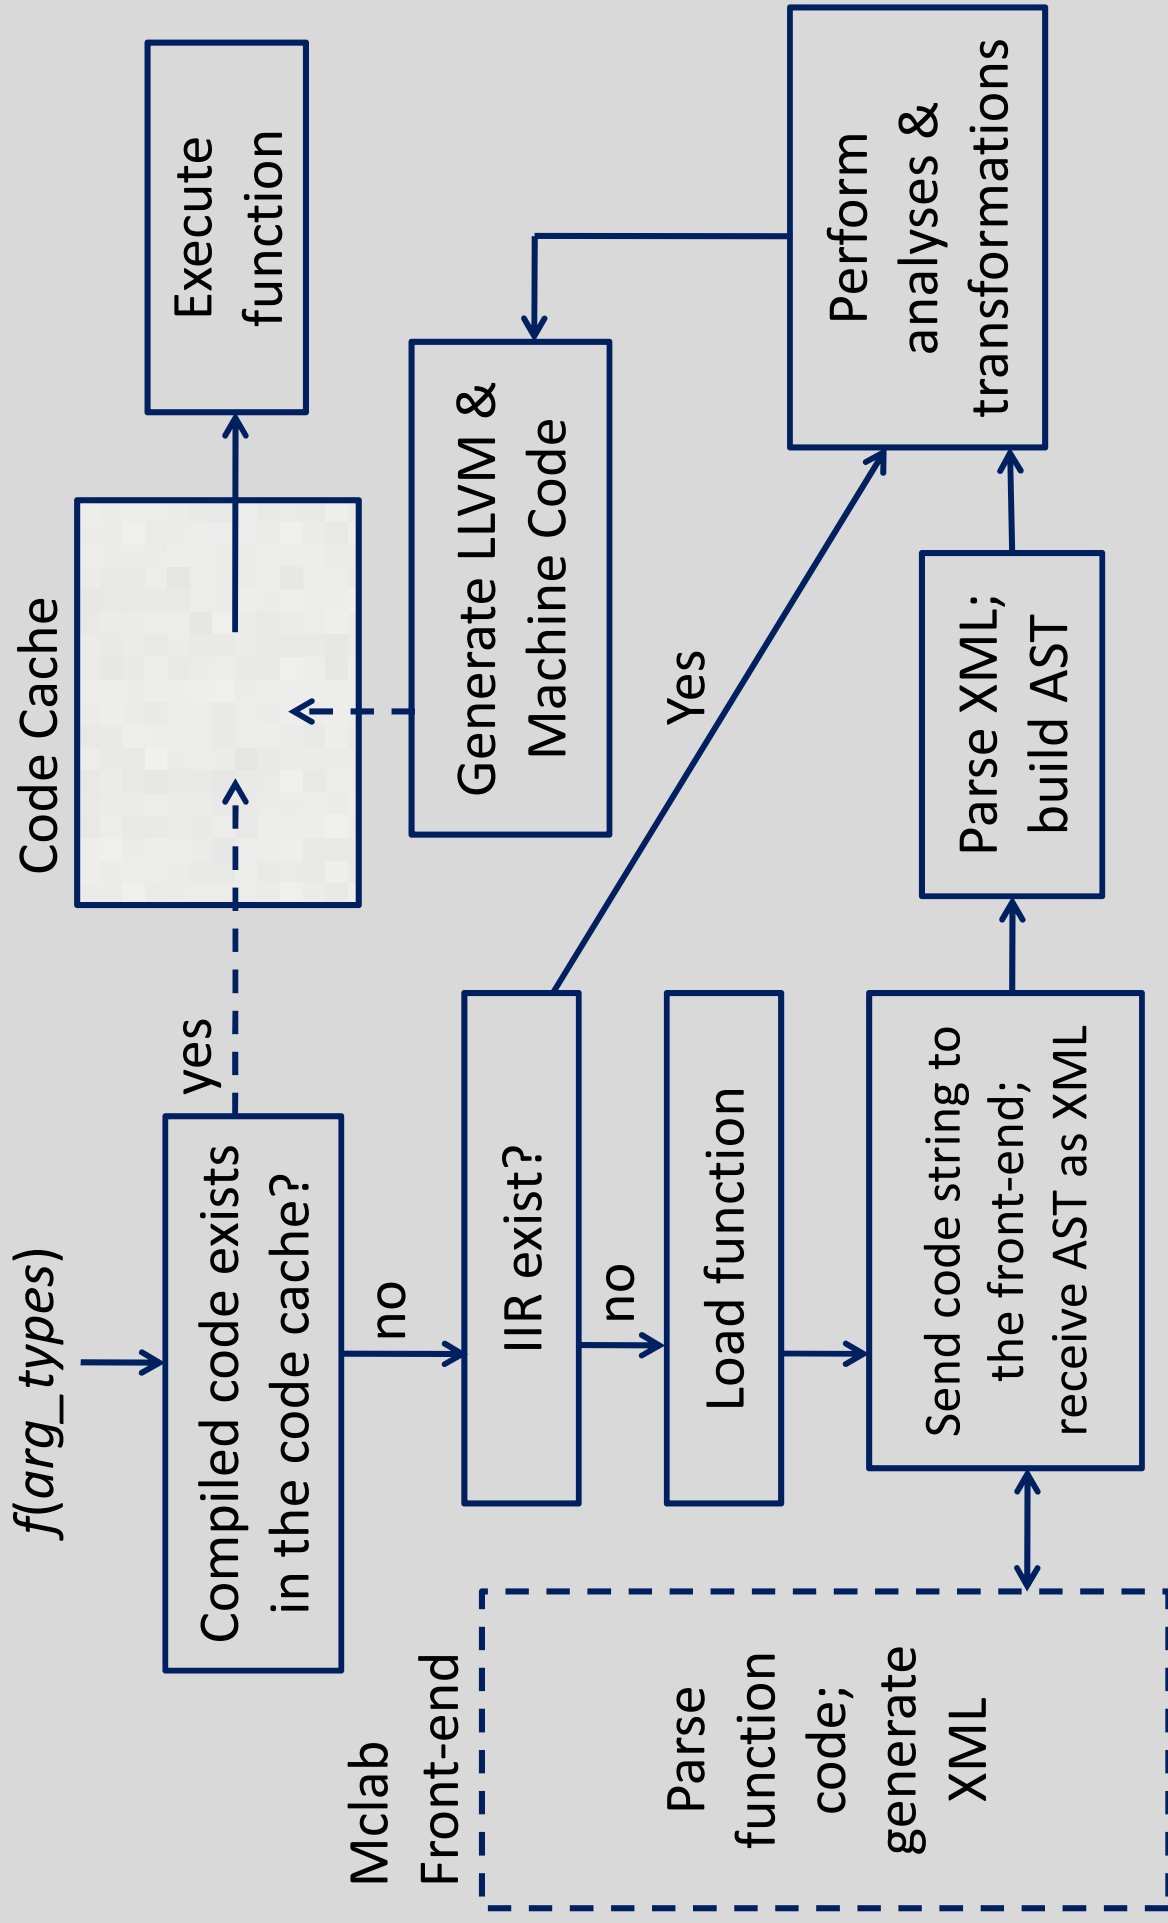 f(arg_types)
Compiled code exists
in the code cache?
yes
Code Cache
Execute
function
no
IIR exist?
Yes
Generate LLVM &
Machine Code
no
Load function
Mclab
Front-end
Parse
function
code;
generate
XML
Send code string to
the front-end;
receive AST as XML
Parse XML;
build AST
Perform
analyses &
transformations